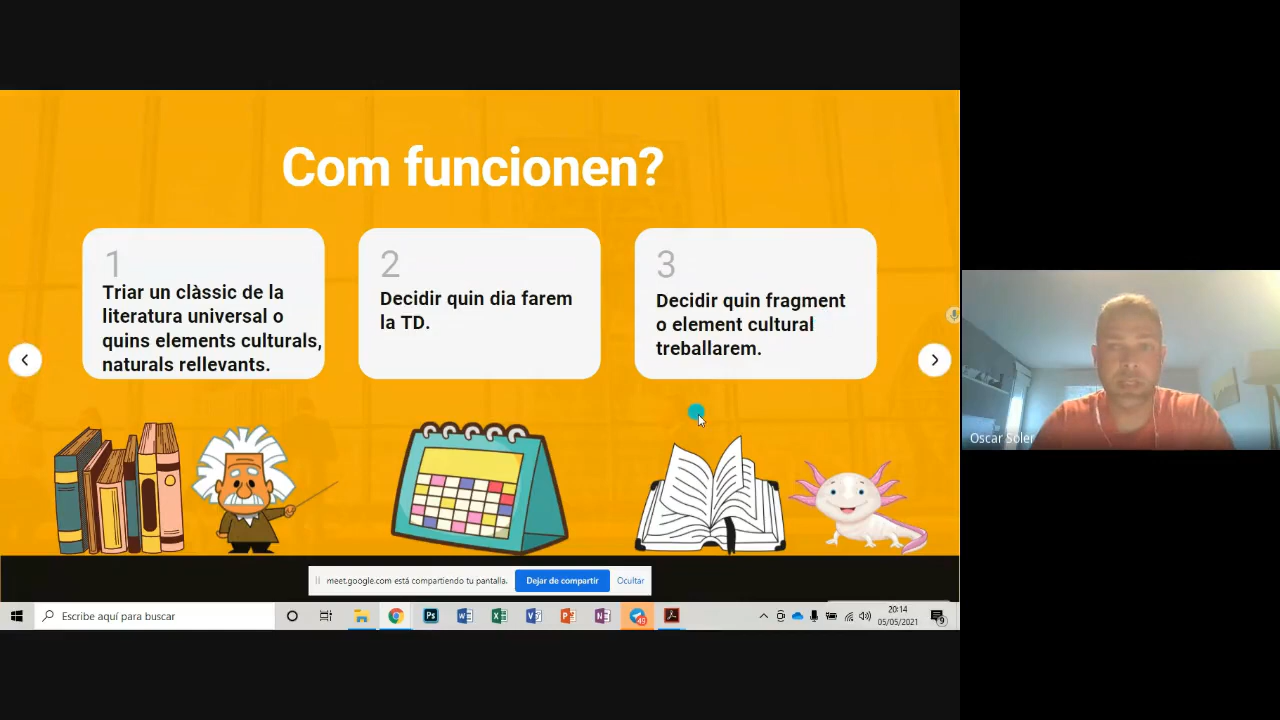 Com funcionen?
1
Triar un clàssic de la
literatura universal o
quins elements culturals,
naturals rellevants.
2
Decidir quin dia farem
la TD.
3
Decidir quin fragment
o element cultural
treballarem.
Oscar Soler
meet.google.com está compartiendo tu pantalla.
Dejar de compartir
Ocultar
Escribe aquí para buscar
20:14
05/05/2021